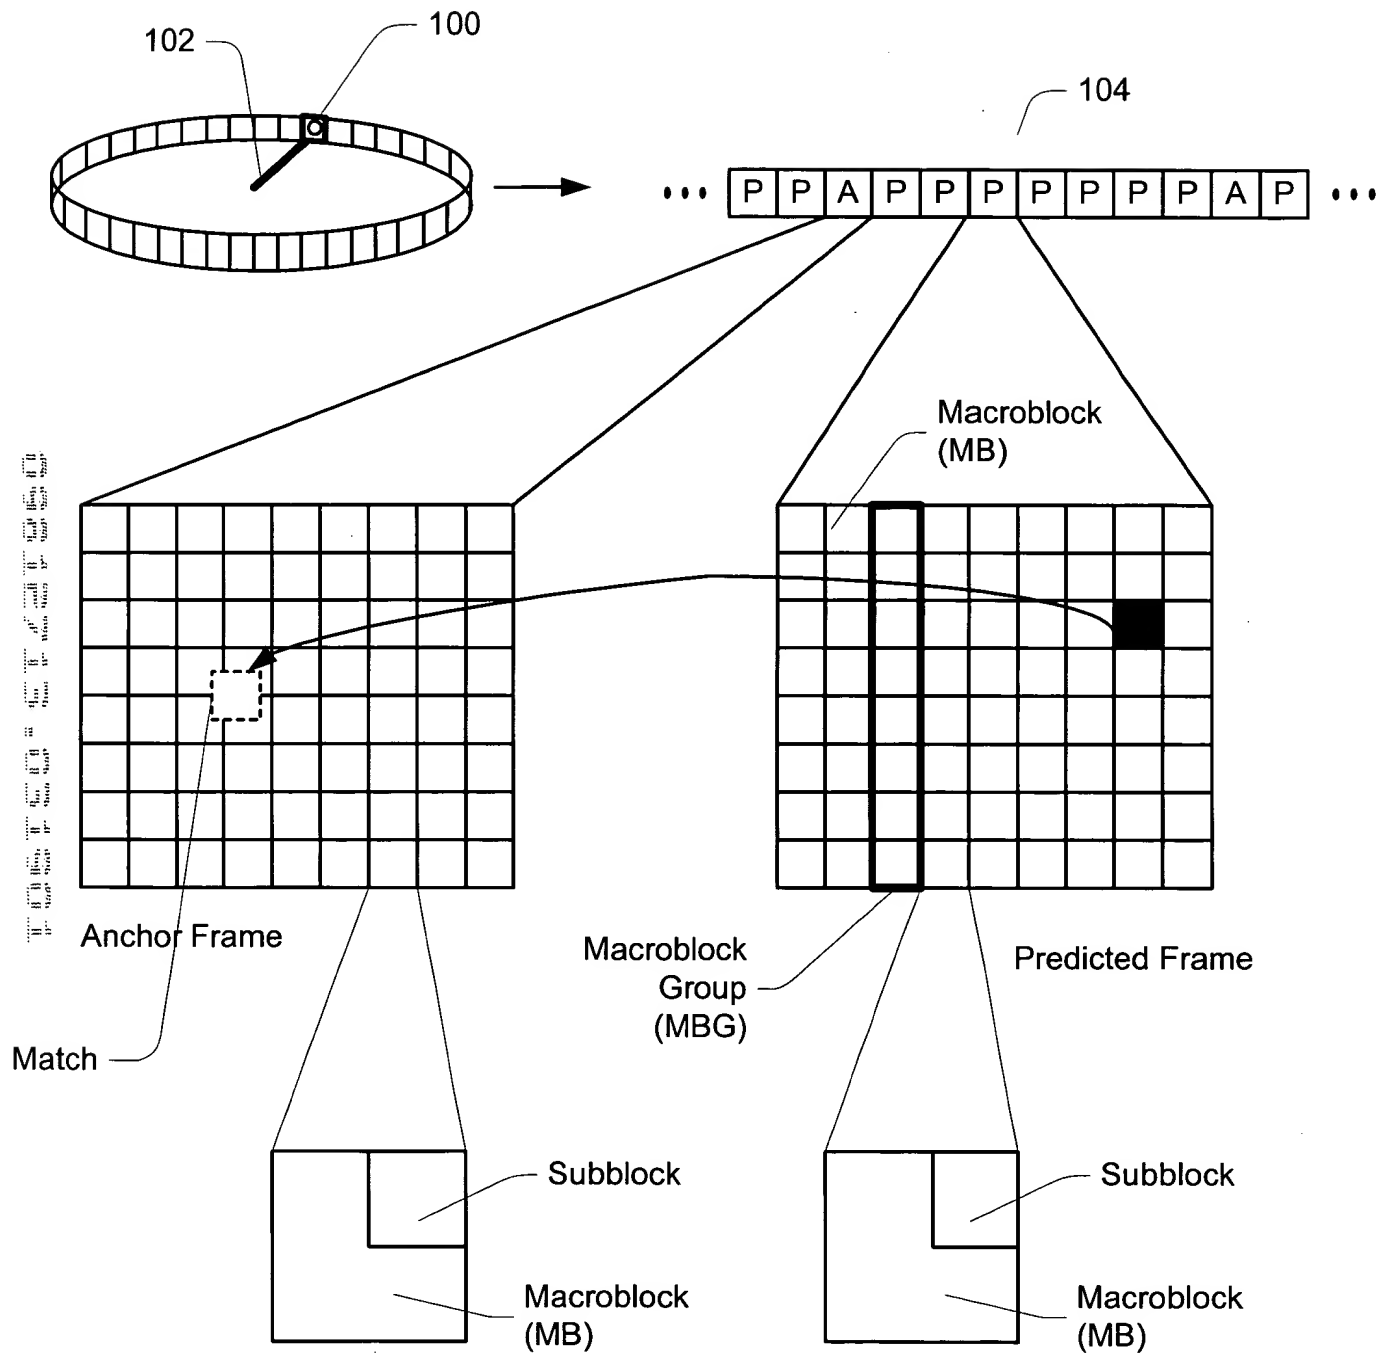 102
100
104
... P P A P P P P P P P A P ...
Macroblock
(MB)
Anchor Frame
Macroblock
Group
(MBG)
Predicted Frame
Match
Subblock
Subblock
Macroblock
(MB)
Macroblock
(MB)